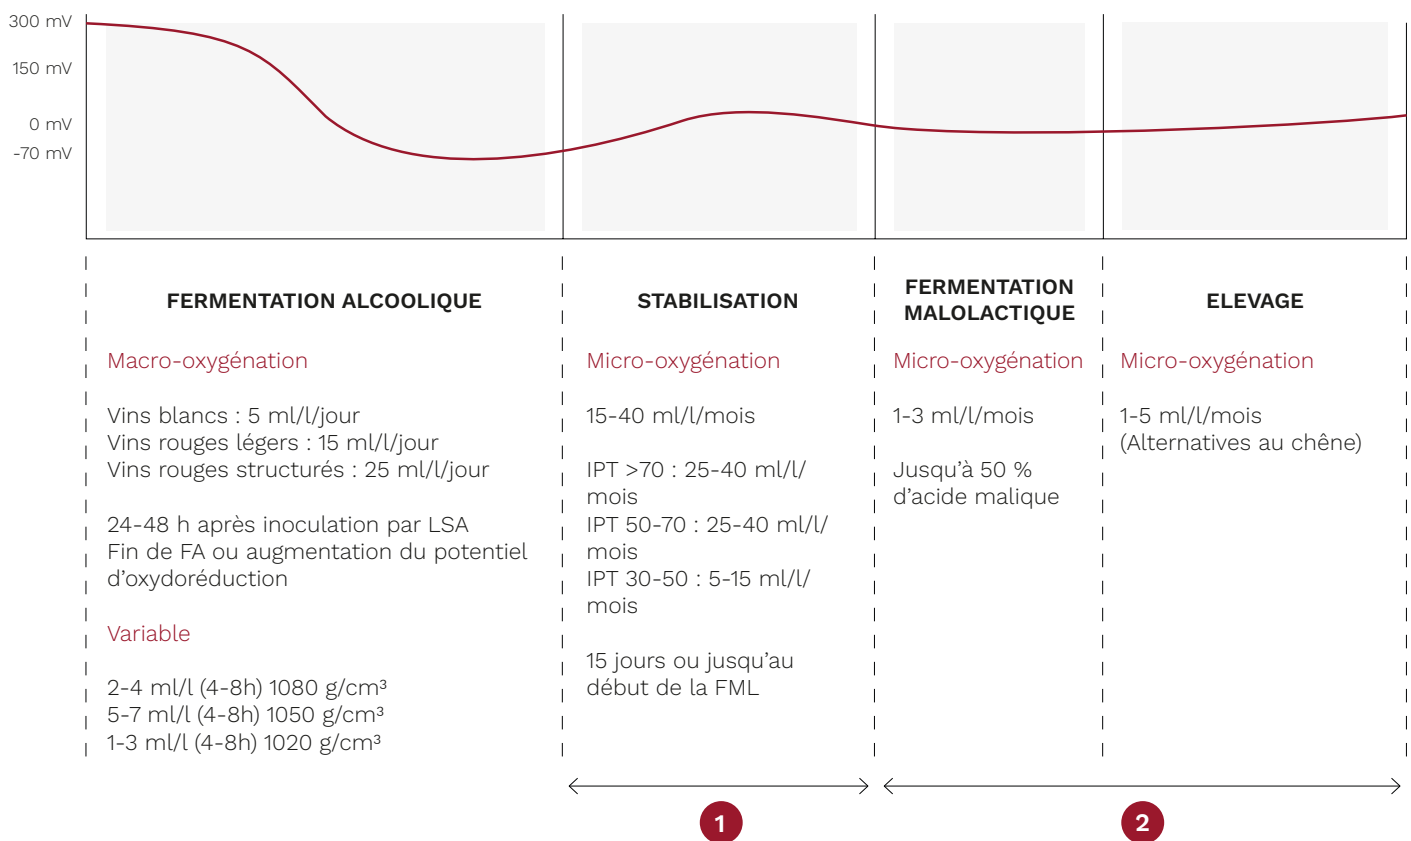 300 mV
150 mV
0 mV
-70 mV
FERMENTATION ALCOOLIQUE
Macro-oxygénation
Vins blancs : 5 ml/l/jour
Vins rouges légers : 15 ml/l/jour
Vins rouges structurés : 25 ml/l/jour
24-48 h après inoculation par LSA
Fin de FA ou augmentation du potentiel
d’oxydoréduction
Variable
2-4 ml/l (4-8h) 1080 g/cm³
5-7 ml/l (4-8h) 1050 g/cm³
1-3 ml/l (4-8h) 1020 g/cm³
STABILISATION
Micro-oxygénation
15-40 ml/l/mois
IPT >70 : 25-40 ml/l/
mois
IPT 50-70 : 25-40 ml/l/
mois
IPT 30-50 : 5-15 ml/l/
mois
15 jours ou jusqu’au
début de la FML
FERMENTATION
MALOLACTIQUE
Micro-oxygénation
1-3 ml/l/mois
Jusqu’à 50 %
d’acide malique
ELEVAGE
Micro-oxygénation
1-5 ml/l/mois
(Alternatives au chêne)
1
2